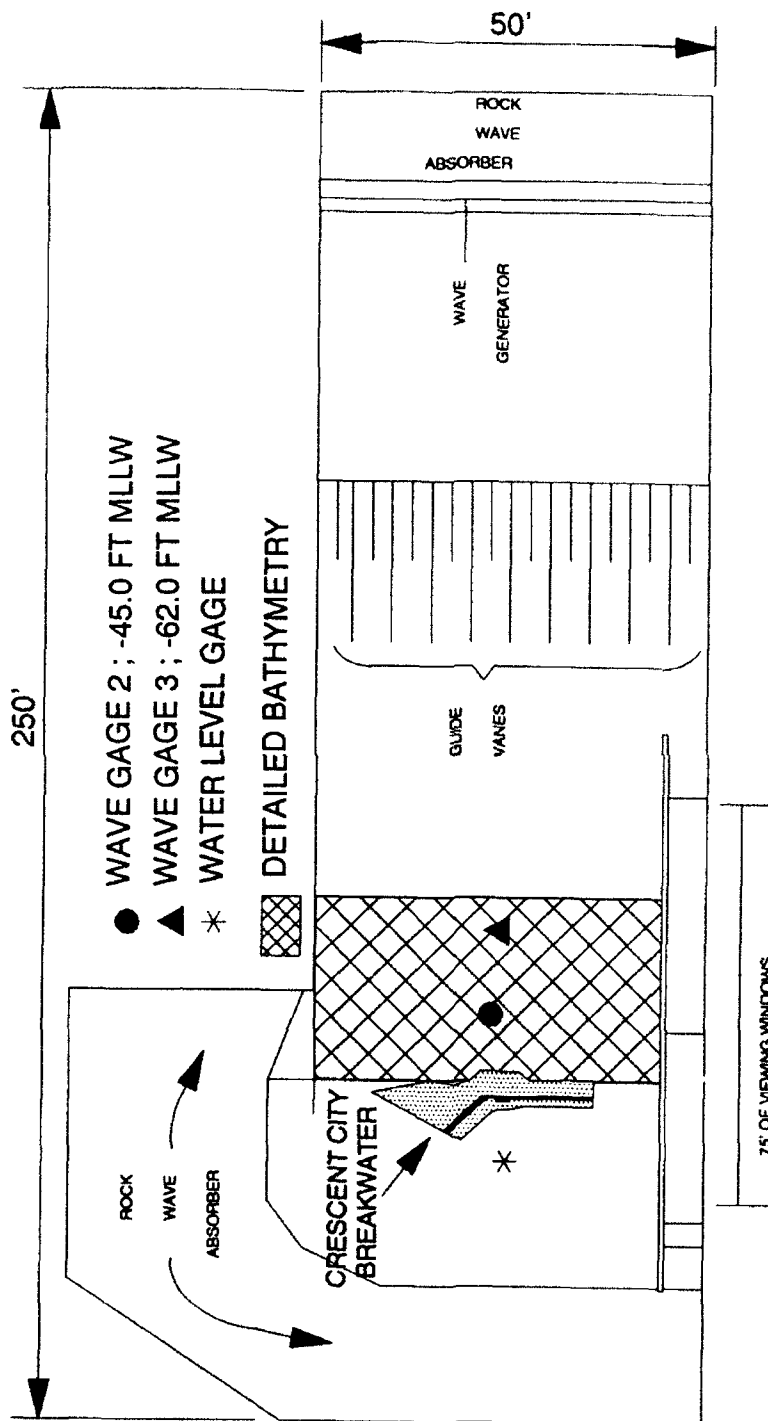 50'
250'
ROCK
WAVE
ABSORBER
WAVE
GENERATOR
WAVE GAGE 2 ; -45.0 FT MLLW
WAVE GAGE 3 ; -62.0 FT MLLW
WATER LEVEL GAGE
DETAILED BATHYMETRY
GUIDE
VANES
ROCK
WAVE
ABSORBER
CRESCENT CITY
BREAKWATER
75' OF VIEWING WINDOWS